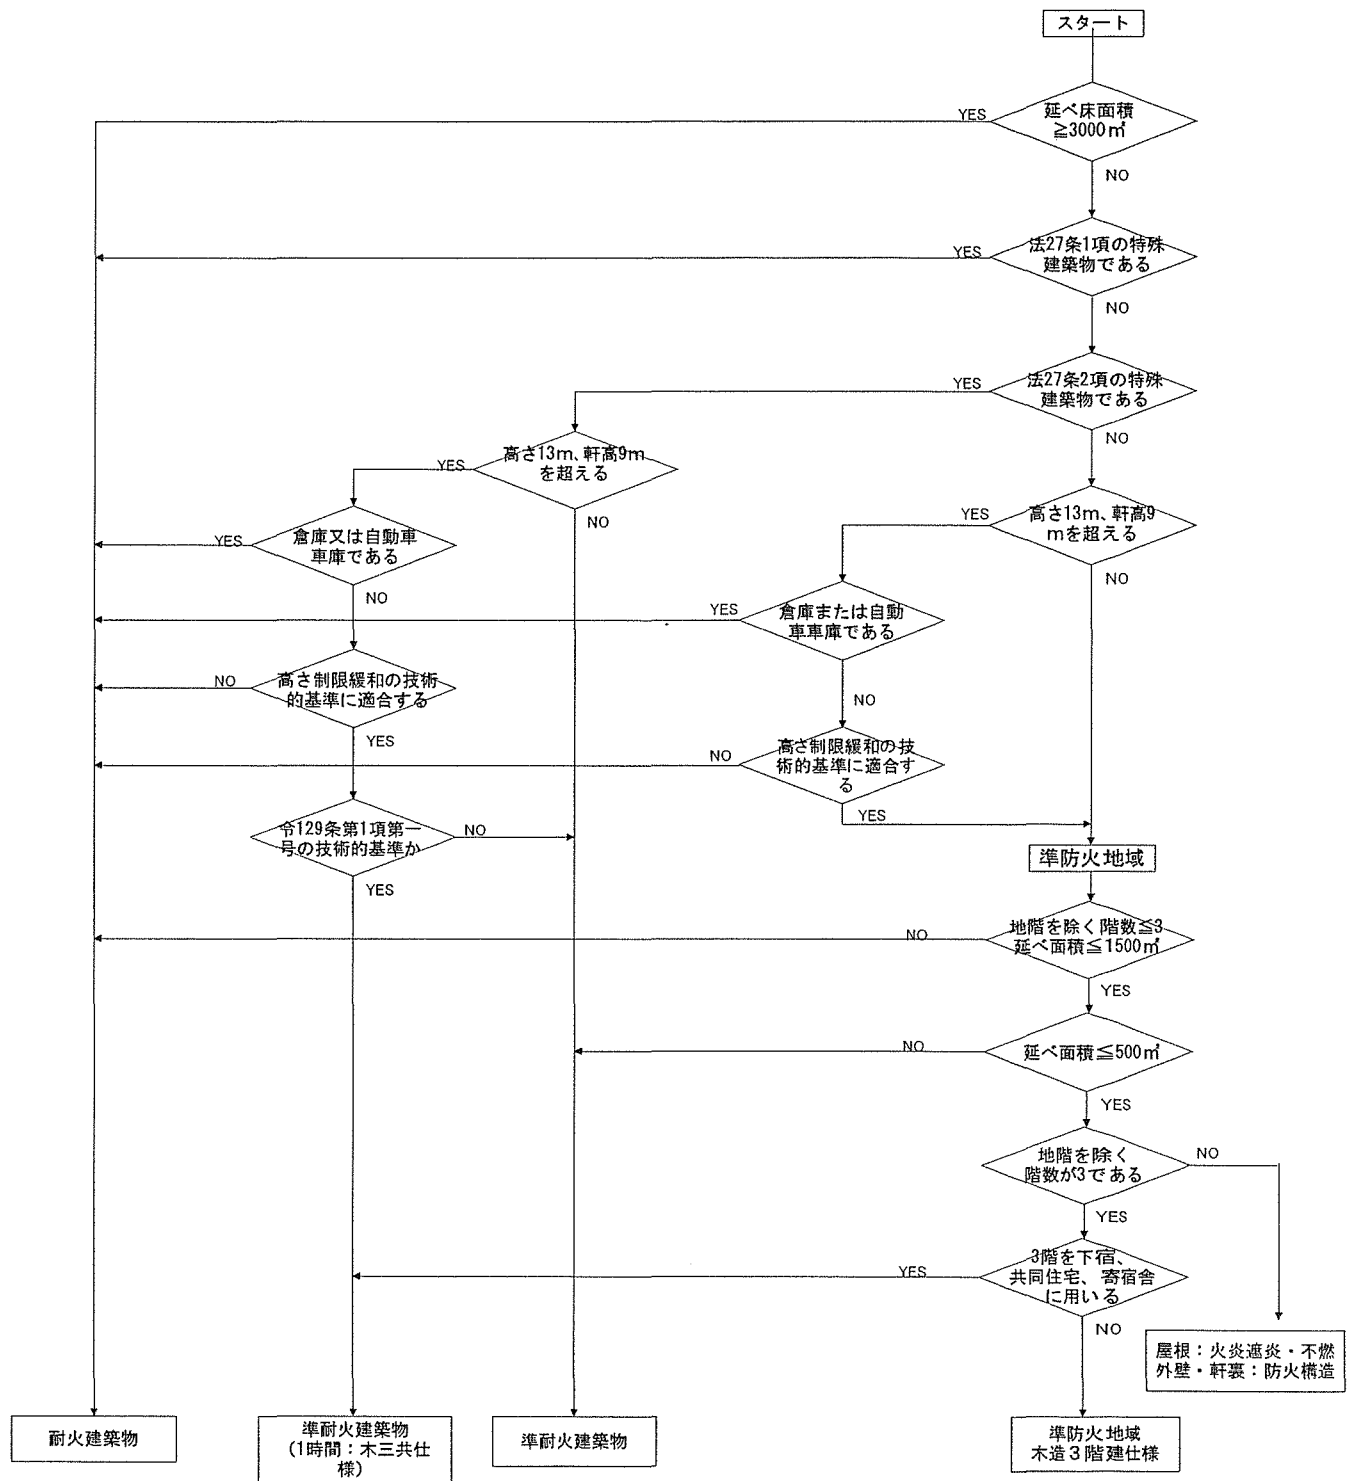 スタート
延べ床面積
≧3000㎡
YES
NO
法27条1項の特殊
建築物である
YES
NO
法27条2項の特殊
建築物である
YES
NO
高さ13m、軒高9m
を超える
YES
NO
高さ13m、軒高9
mを超える
YES
NO
倉庫又は自動車
車庫である
YES
NO
倉庫または自動
車車庫である
YES
NO
高さ制限緩和の技術
的基準に適合する
NO
YES
高さ制限緩和の技
術的基準に適合す
る
NO
YES
令129条第1項第一
号の技術的基準か
NO
YES
準防火地域
地階を除く階数≦3
延べ面積≦1500㎡
NO
YES
延べ面積≦500㎡
NO
YES
地階を除く
階数が3である
NO
YES
3階を下宿、
共同住宅、寄宿舎
に用いる
YES
NO
屋根：火炎遮炎・不燃
外壁・軒裏：防火構造
耐火建築物
準耐火建築物
(1時間：木三共仕
様)
準耐火建築物
準防火地域
木造３階建仕様